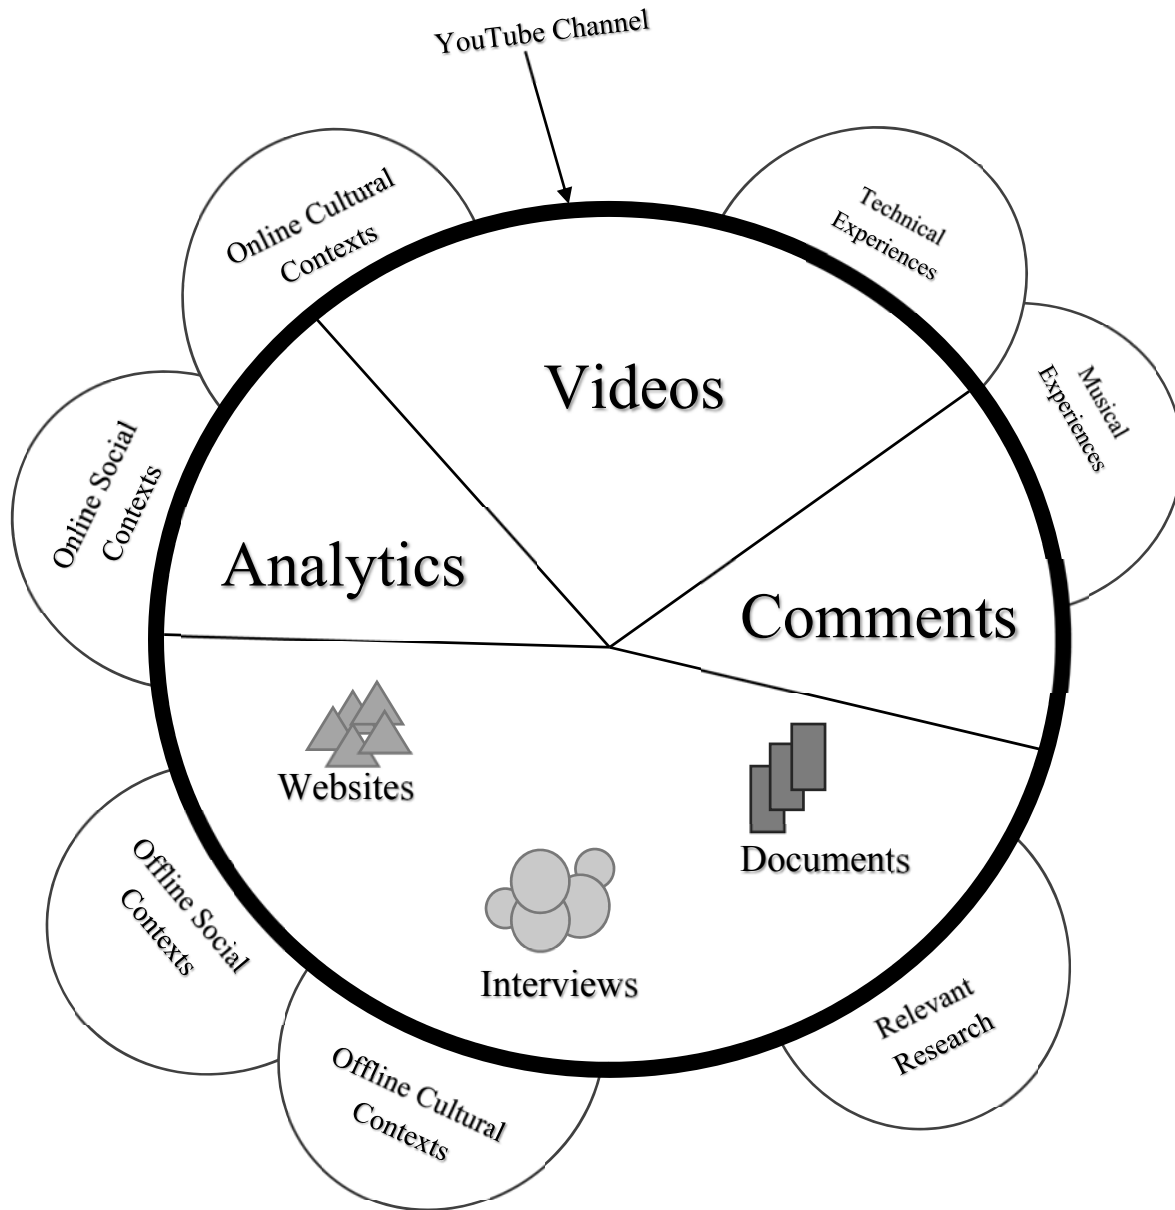 YouTube Channel
Online Cultural
Contexts
Technical
Experiences
Musical
Experiences
Online Social
Contexts
Videos
Analytics
Comments
Websites
Documents
Interviews
Offline Social
Contexts
Offline Cultural
Contexts
Relevant
Research